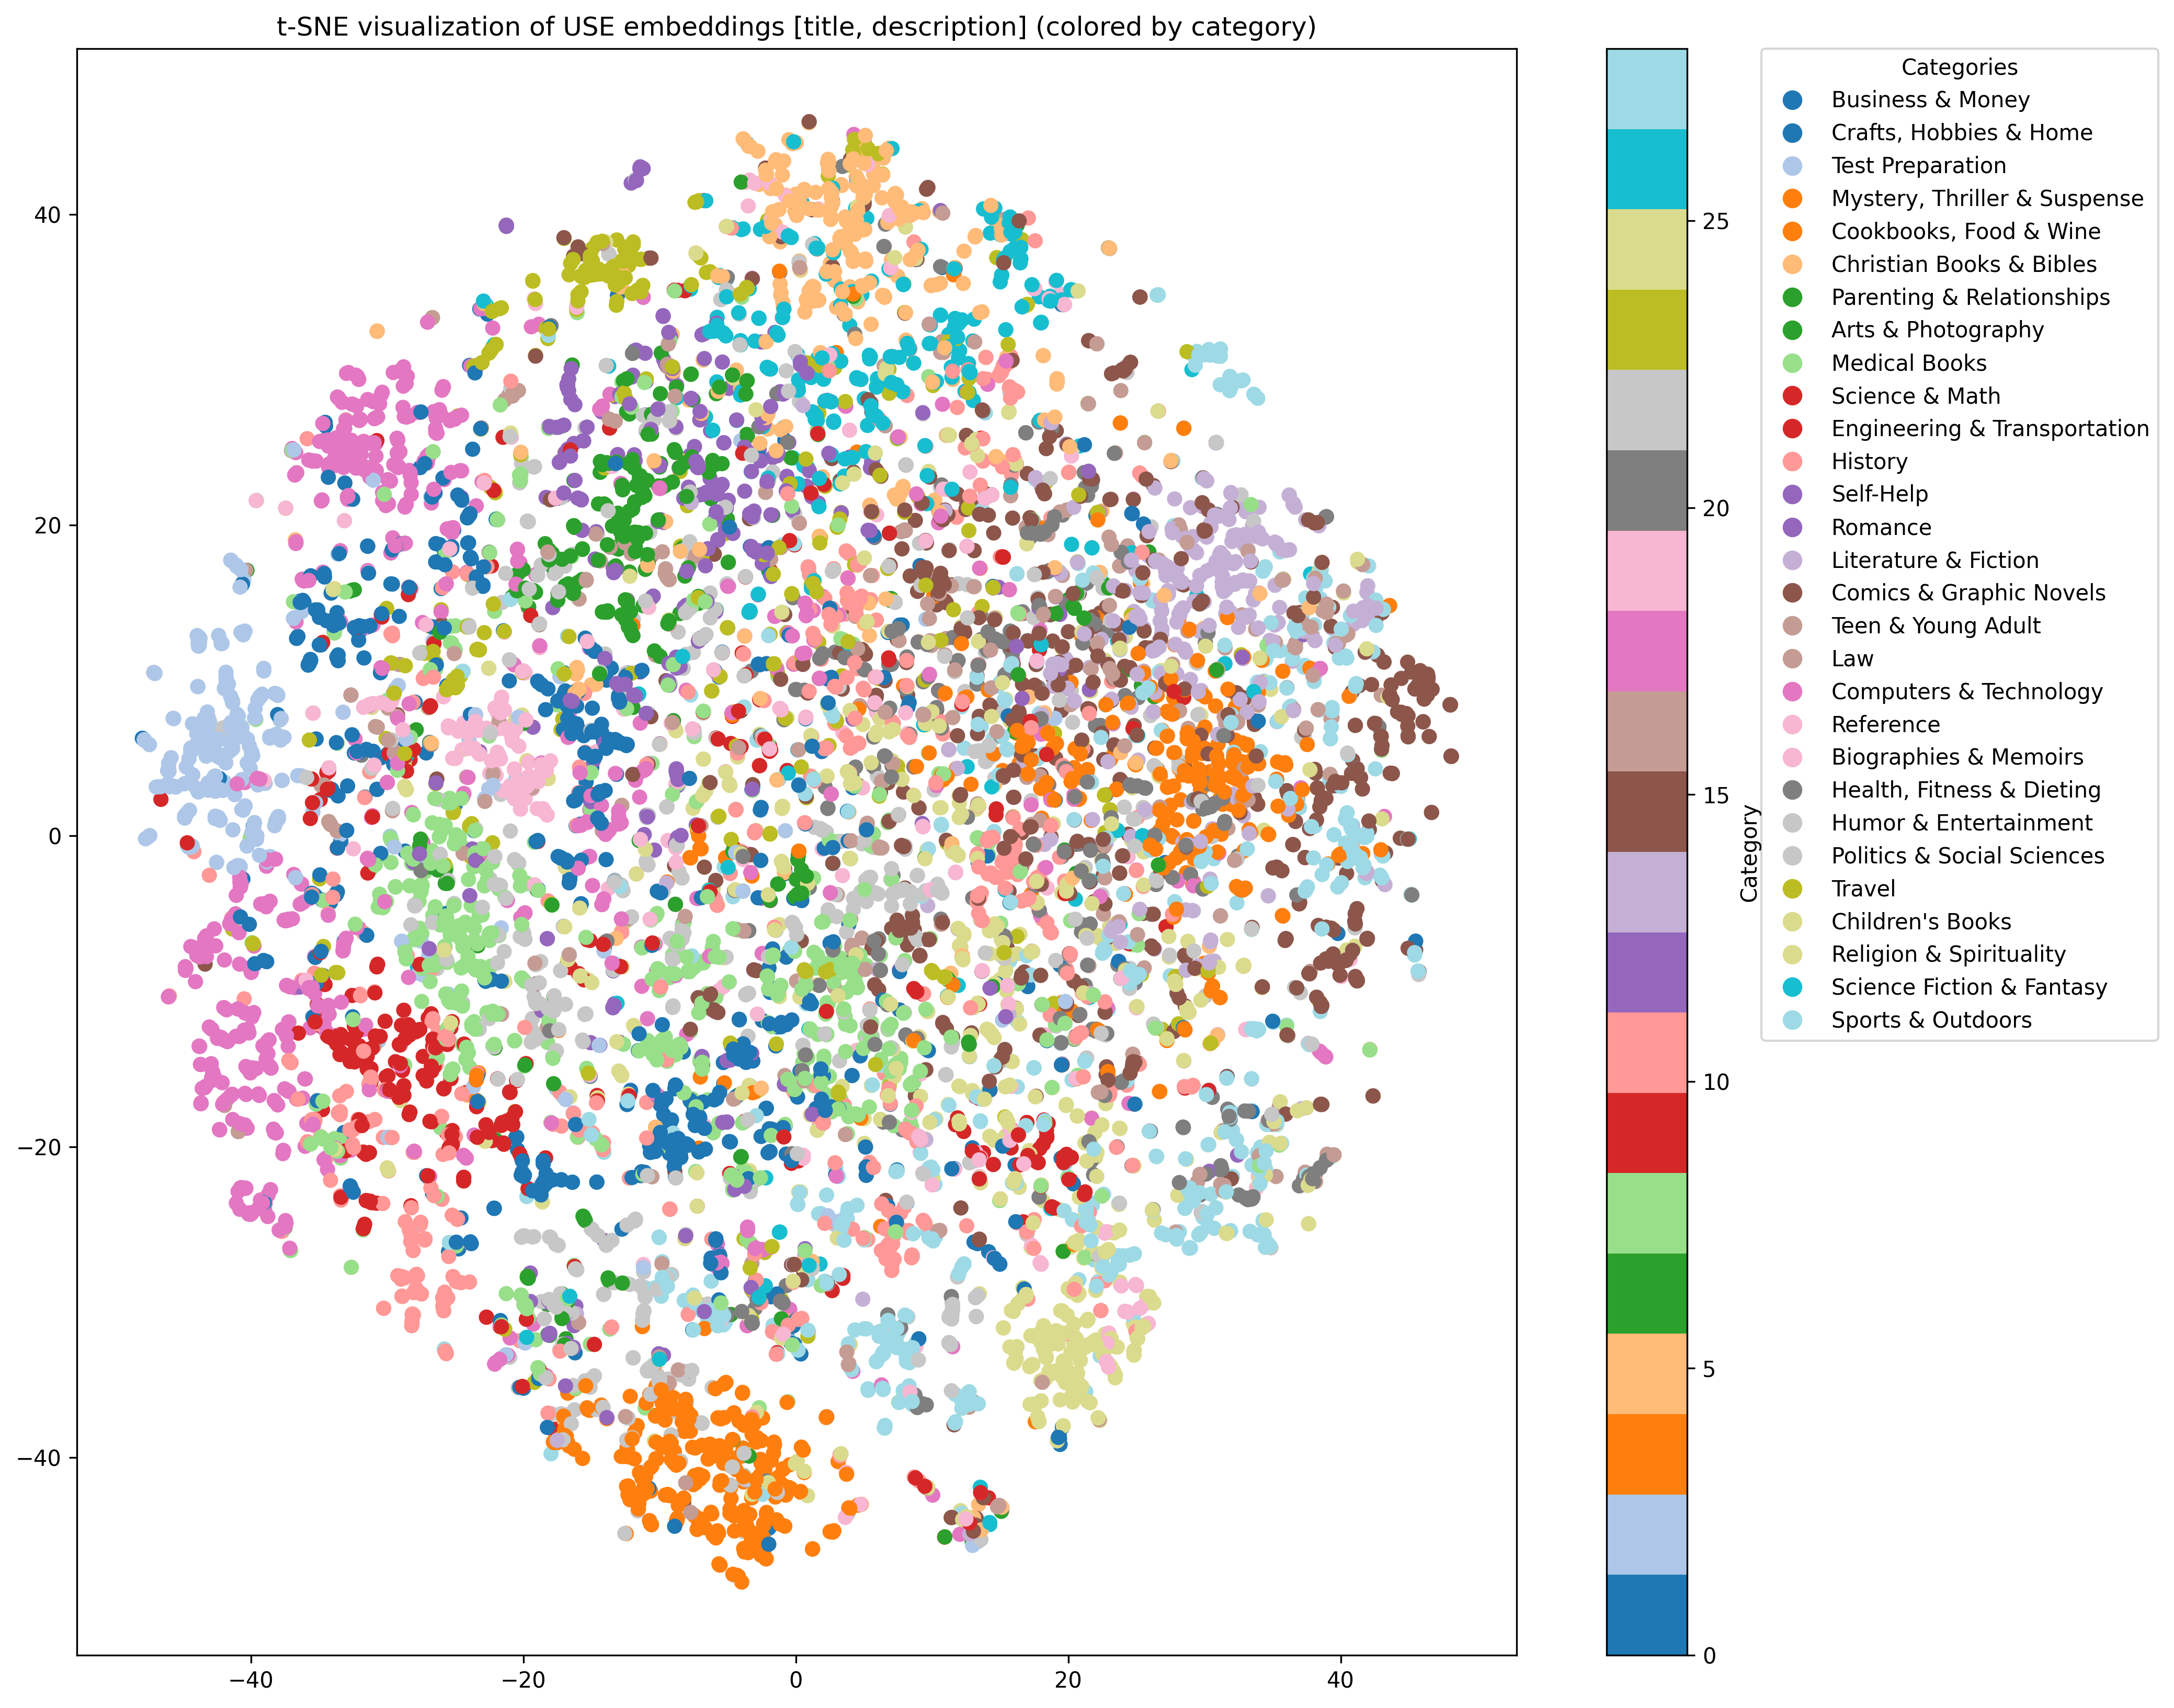 t-SNE visualization of USE embeddings [title, description] (colored by category)
40
20
0
−20
−40
−40
−20
0
20
40
25
20
15
10
5
0
Category
Categories
Business & Money
Crafts, Hobbies & Home
Test Preparation
Mystery, Thriller & Suspense
Cookbooks, Food & Wine
Christian Books & Bibles
Parenting & Relationships
Arts & Photography
Medical Books
Science & Math
Engineering & Transportation
History
Self-Help
Romance
Literature & Fiction
Comics & Graphic Novels
Teen & Young Adult
Law
Computers & Technology
Reference
Biographies & Memoirs
Health, Fitness & Dieting
Humor & Entertainment
Politics & Social Sciences
Travel
Children's Books
Religion & Spirituality
Science Fiction & Fantasy
Sports & Outdoors